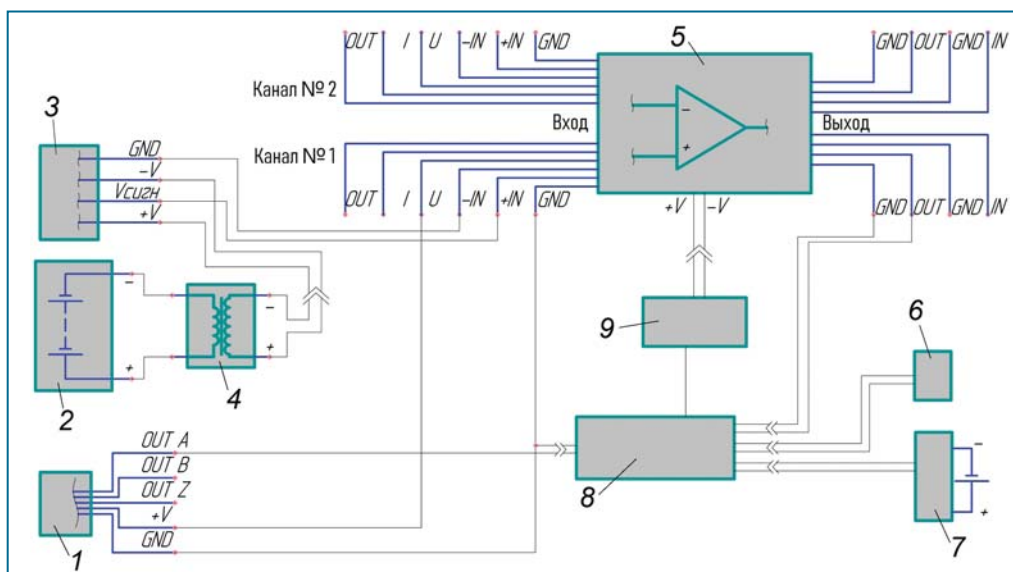 OUT I U –IN +IN GND
5
GND OUT GND IN
Канал № 2
Вход
Выход
Канал № 1
OUT I U –IN +IN GND
+V –V
GND OUT GND IN
3
GND
–V
Vсигн
+V
–
+
2
–
+
4
9
6
8
–
+
7
OUT A
OUT B
OUT Z
+V
GND
1
–
+